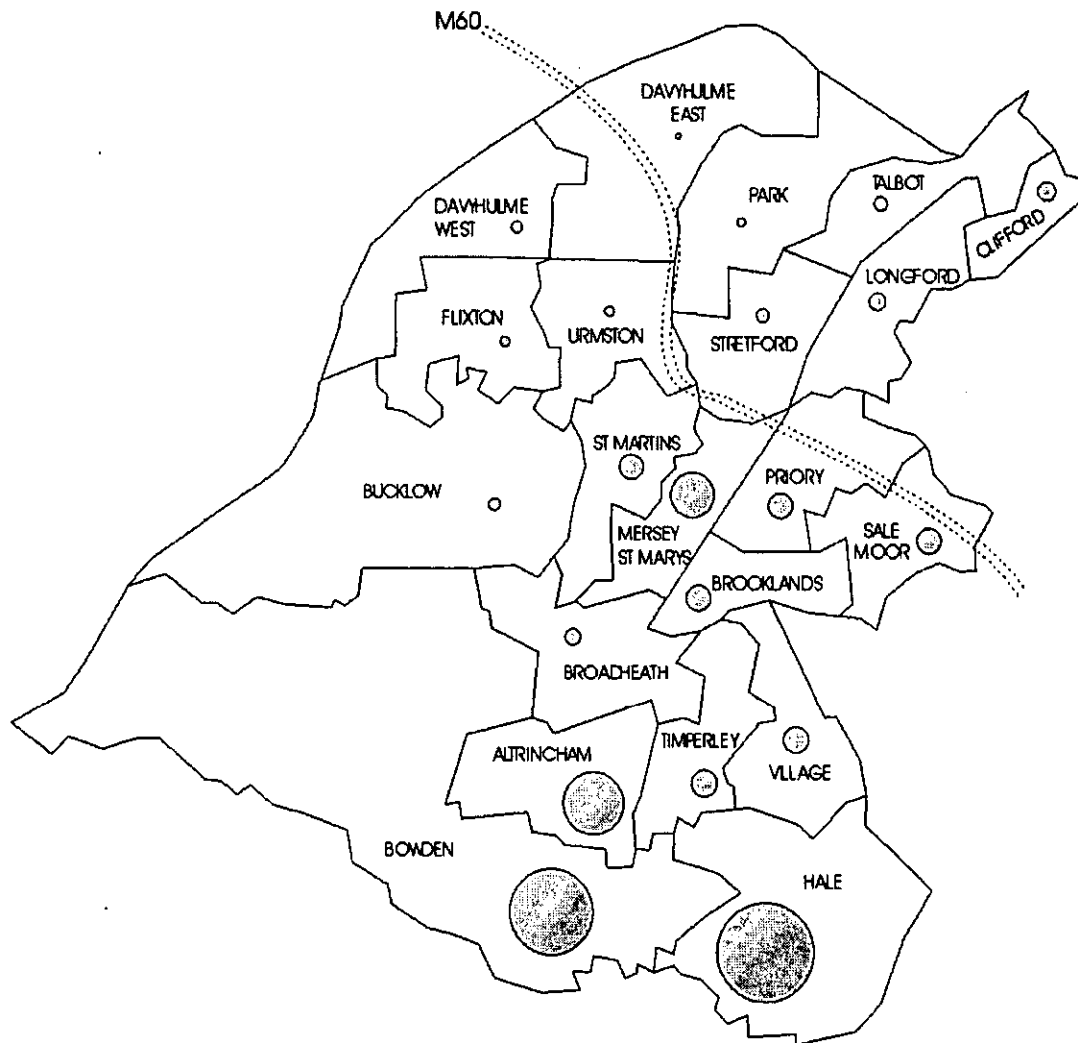 M60
DAVYHULME
EAST
DAVYHULME
WEST
PARK
TALBOT
CLIFFORD
LONGFORD
FLIXTON
URMSTON
STRETFORD
ST MARTINS
BUCKLOW
PRIORY
MERSEY
ST MARYS
SALE
MOOR
BROOKLANDS
BROADHEATH
ALTRINCHAM
TIMPERLEY
VILLAGE
BOWDEN
HALE